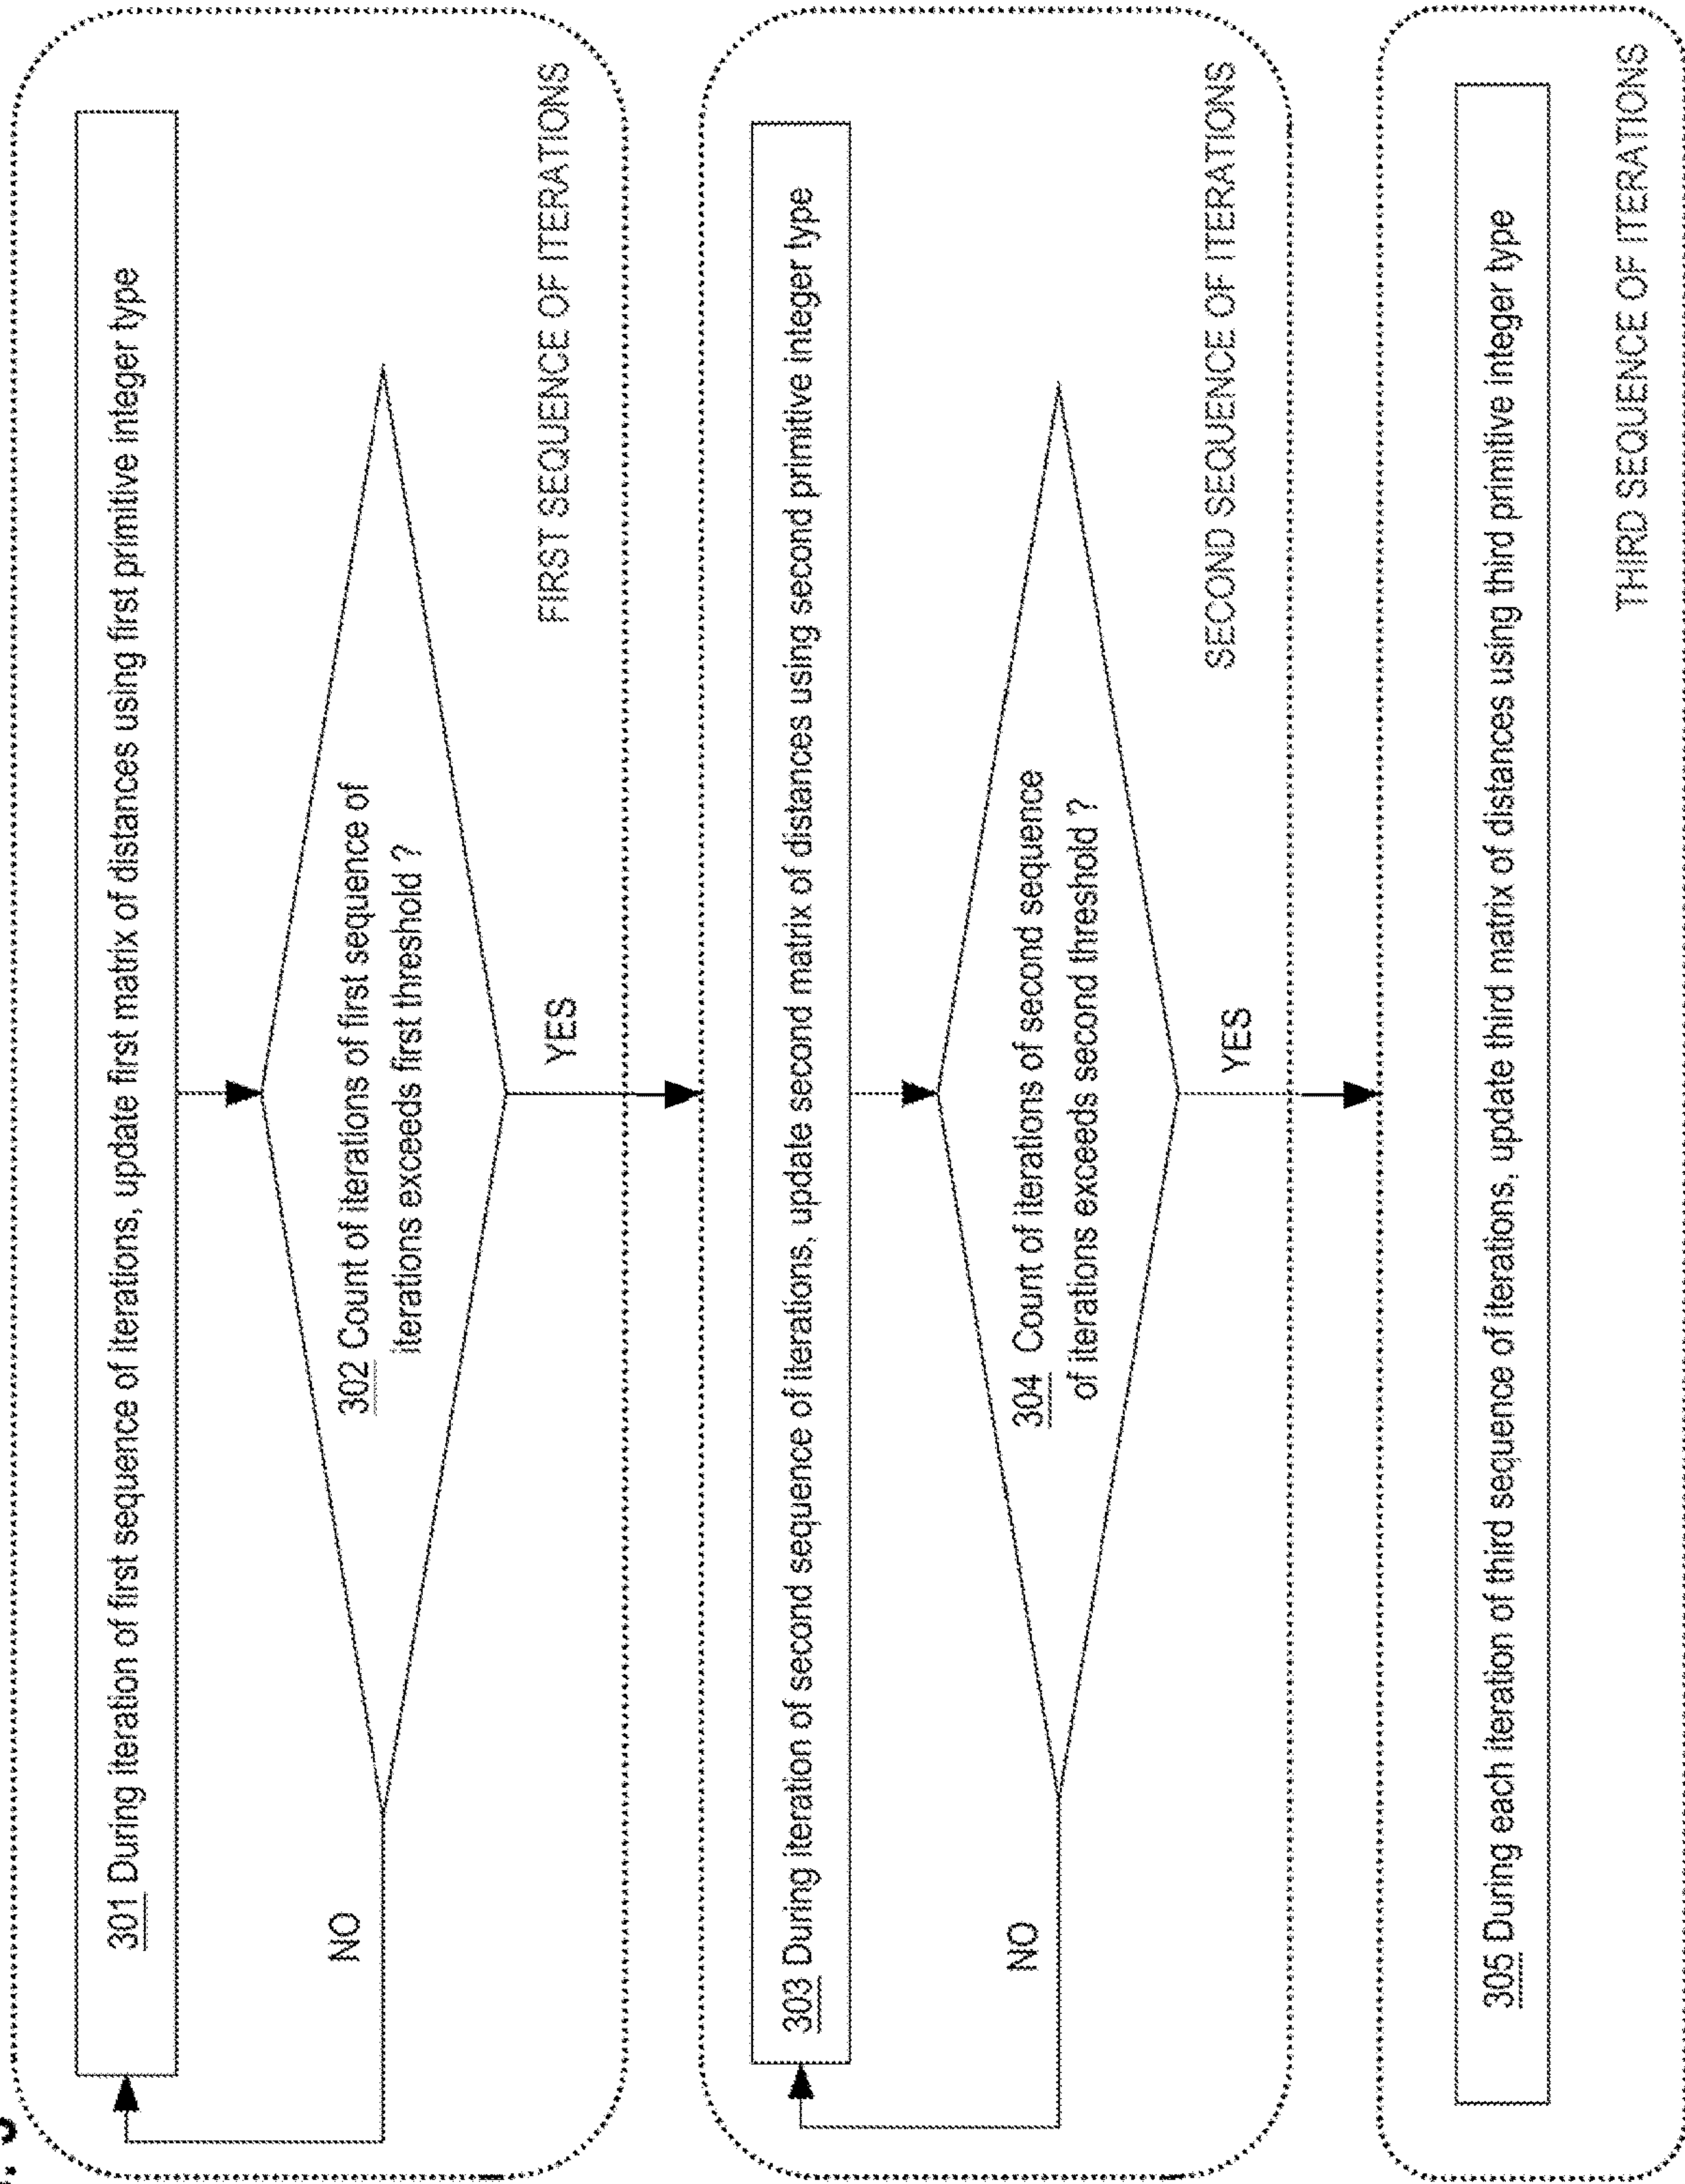 301 During iteration of first sequence of iterations, update first matrix of distances using first primitive integer type
302 Count of iterations of first sequence of
iterations exceeds first threshold ?
NO
YES
FIRST SEQUENCE OF ITERATIONS
303 During iteration of second sequence of iterations, update second matrix of distances using second primitive integer type
304 Count of iterations of second sequence
of iterations exceeds second threshold ?
NO
YES
SECOND SEQUENCE OF ITERATIONS
305 During each iteration of third sequence of iterations, update third matrix of distances using third primitive integer type
THIRD SEQUENCE OF ITERATIONS